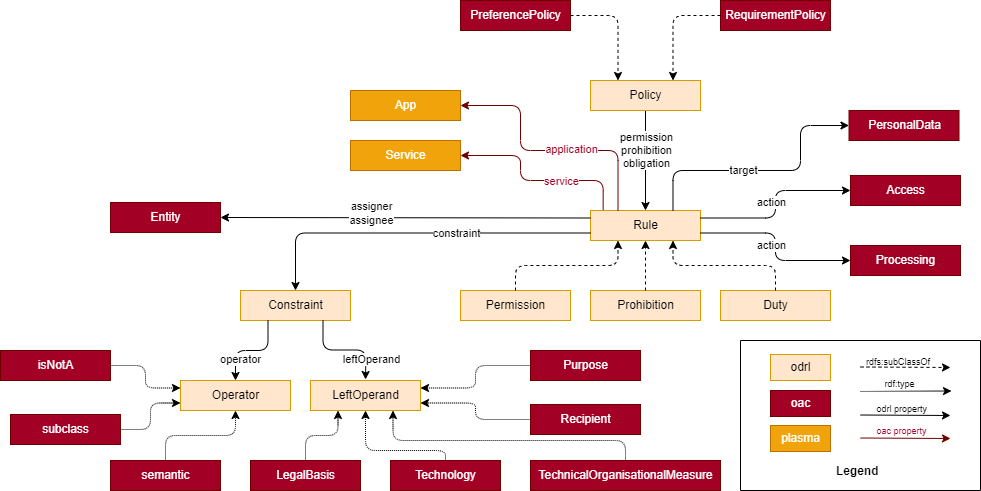 PreferencePolicy
RequirementPolicy
Policy
App
permission
prohibition
obligation
PersonalData
application
Service
target
service
Access
action
assigner
assignee
Entity
Rule
constraint
action
Processing
Constraint
Permission
Prohibition
Duty
operator
leftOperand
isNotA
Purpose
Operator
LeftOperand
subclass
Recipient
semantic
LegalBasis
Technology
TechnicalOrganisationalMeasure
odrl
rdfs:subClassOf
rdf:type
oac
odrl property
plasma
oac property
Legend